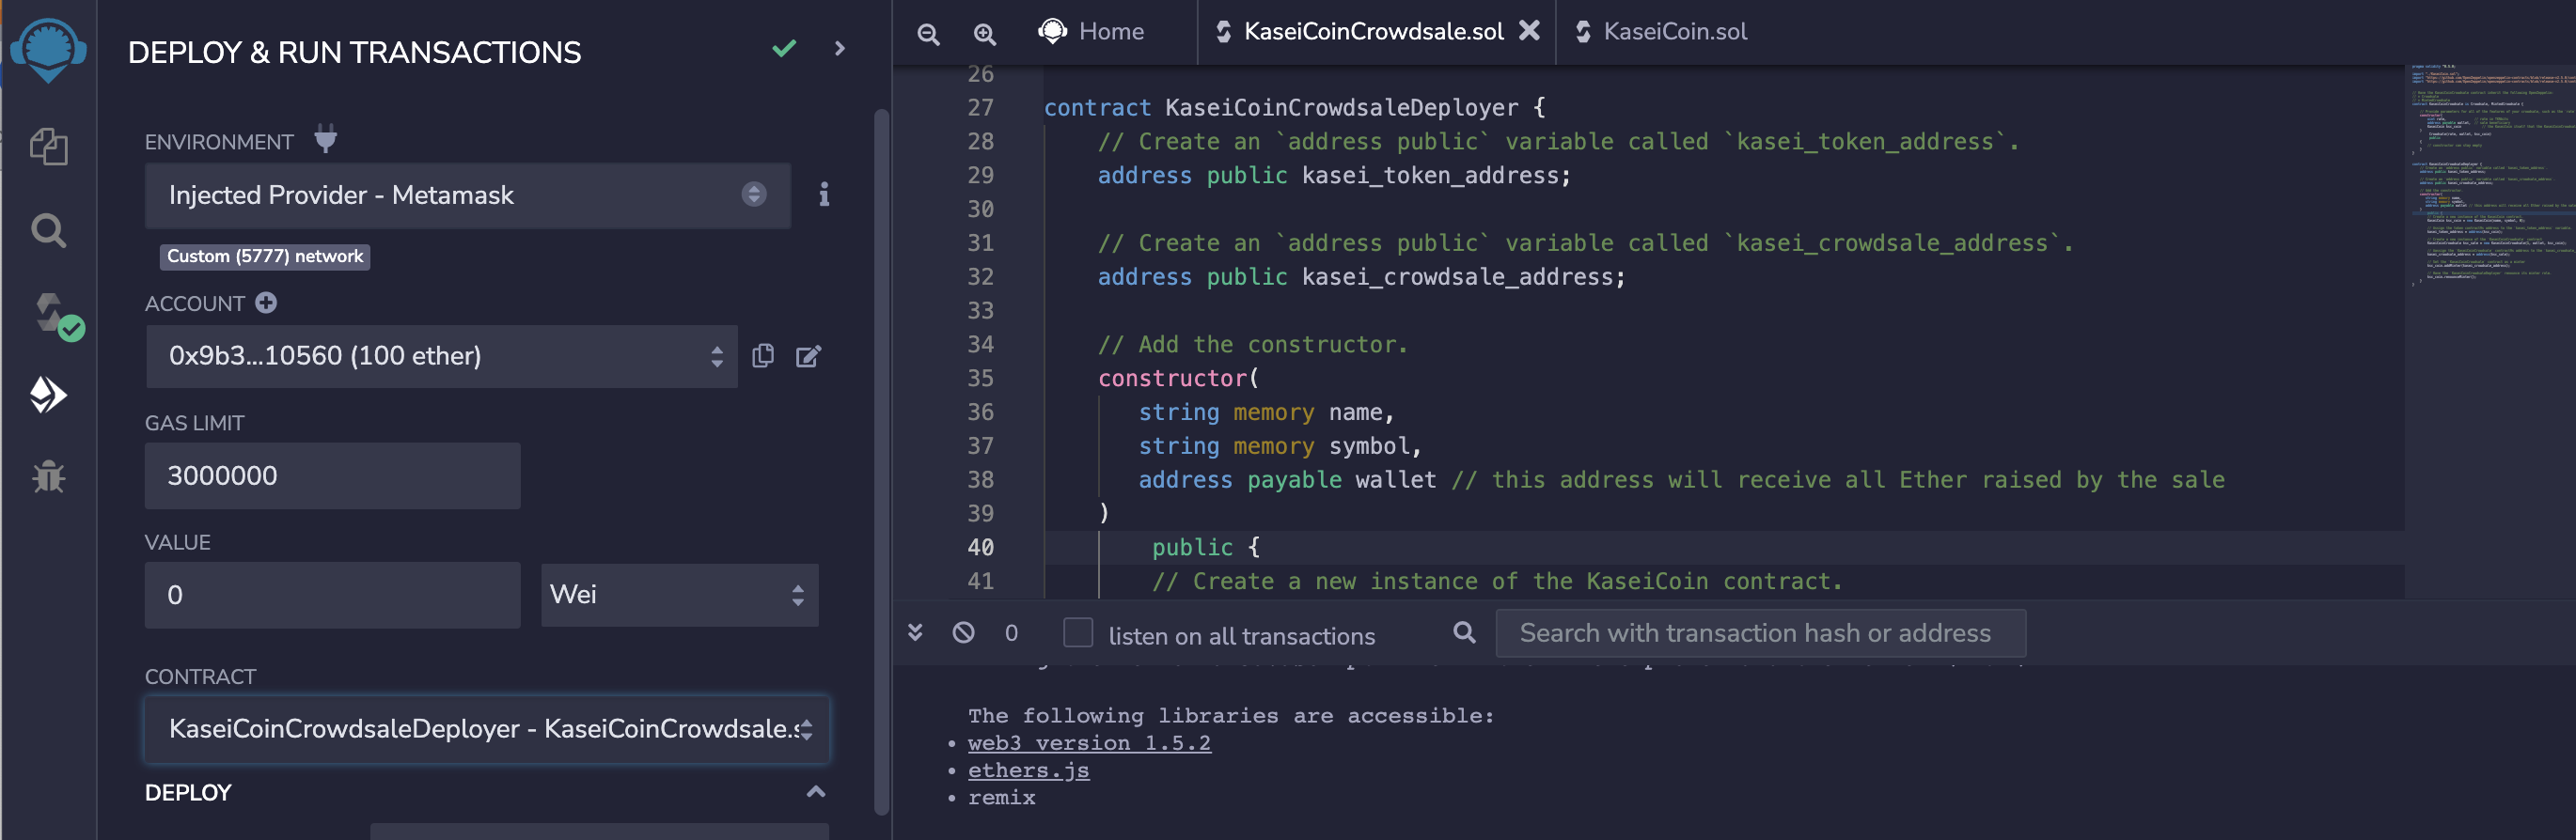 DEPLOY & RUN TRANSACTIONS
ENVIRONMENT
Injected Provider - Metamask
Custom (5777) network
ACCOUNT
0x9b3...10560 (100 ether)
GAS LIMIT
3000000
VALUE
0
Wei
CONTRACT
KaseiCoinCrowdsaleDeployer - KaseiCoinCrowdsale.s
DEPLOY
Home
KaseiCoinCrowdsale.sol
KaseiCoin.sol
26
27 contract KaseiCoinCrowdsaleDeployer {
28 // Create an `address public` variable called `kasei_token_address`.
29 address public kasei_token_address;
30
31 // Create an `address public` variable called `kasei_crowdsale_address`.
32 address public kasei_crowdsale_address;
33
34 // Add the constructor.
35 constructor(
36 string memory name,
37 string memory symbol,
38 address payable wallet // this address will receive all Ether raised by the sale
39 )
40 public {
41 // Create a new instance of the KaseiCoin contract.
0
listen on all transactions
Search with transaction hash or address
The following libraries are accessible:
• web3 version 1.5.2
• ethers.js
• remix